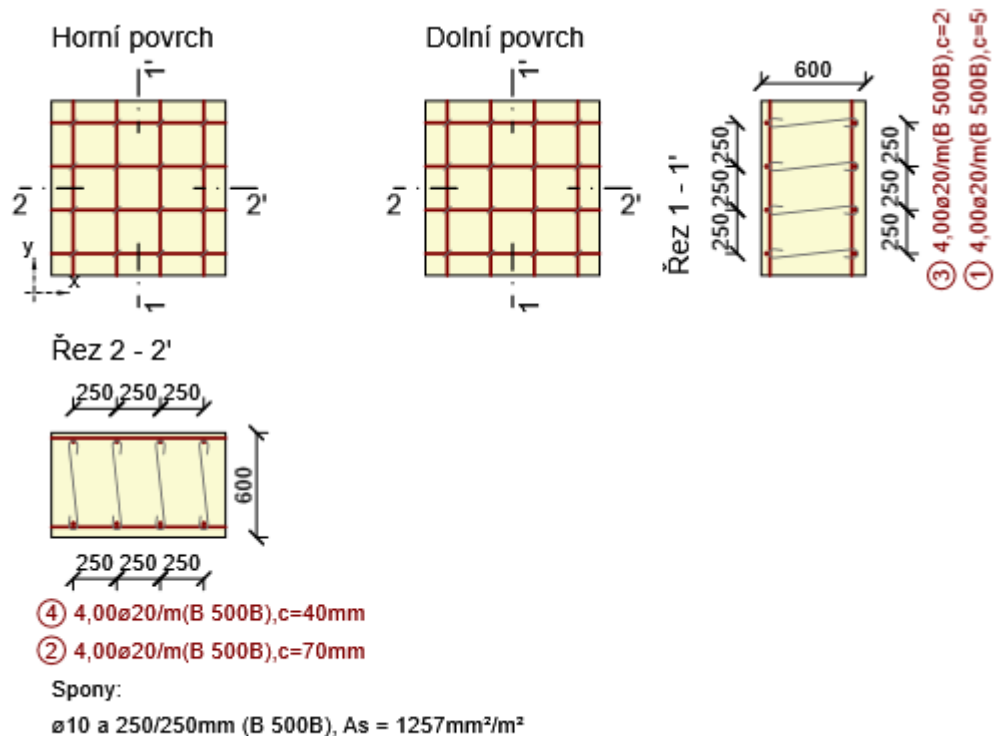 Horní povrch
Dolní povrch
1'
1'
600
2
2'
2
2'
250
250
250
250
250
250
Řez 1 - 1'
③ 4,00ø20/m(B 500B),c=2
① 4,00ø20/m(B 500B),c=5
y
x
1
1
Řez 2 - 2'
250 250 250
600
250 250 250
④ 4,00ø20/m(B 500B),c=40mm
② 4,00ø20/m(B 500B),c=70mm
Spony:
ø10 a 250/250mm (B 500B), As = 1257mm²/m²